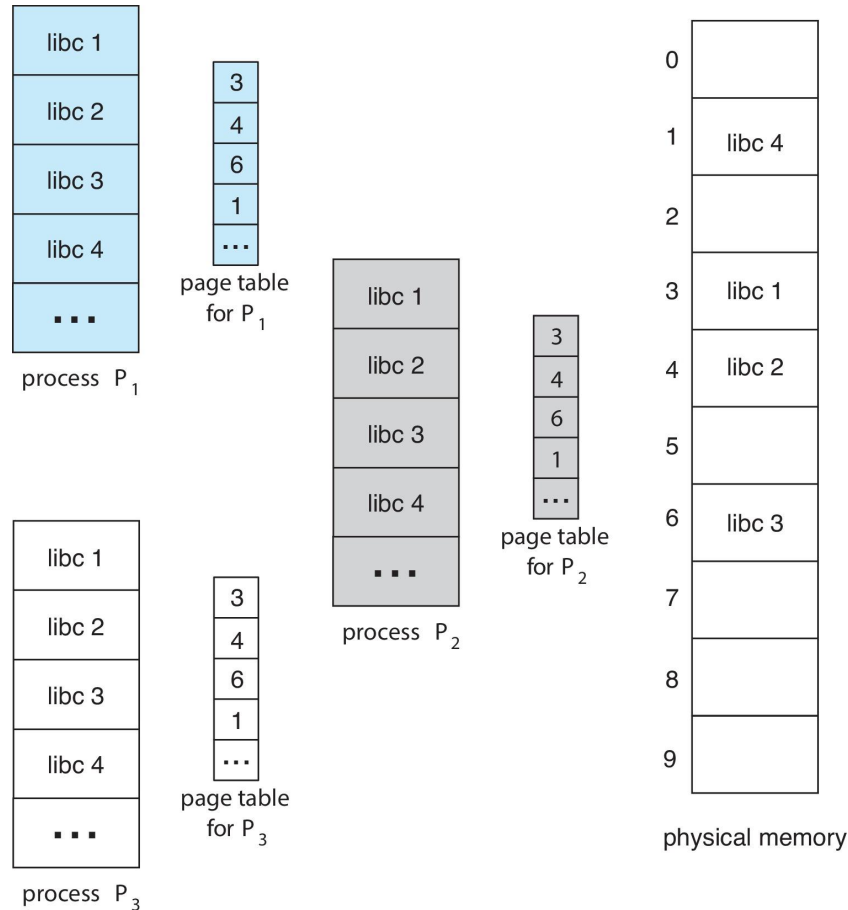 libc 1
libc 2
libc 3
libc 4
...
process P1
3
4
6
1
...
page table
for P1
libc 1
libc 2
libc 3
libc 4
...
process P2
3
4
6
1
...
page table
for P2
libc 1
libc 2
libc 3
libc 4
...
process P3
3
4
6
1
...
page table
for P3
0
1 libc 4
2
3 libc 1
4 libc 2
5
6 libc 3
7
8
9
physical memory